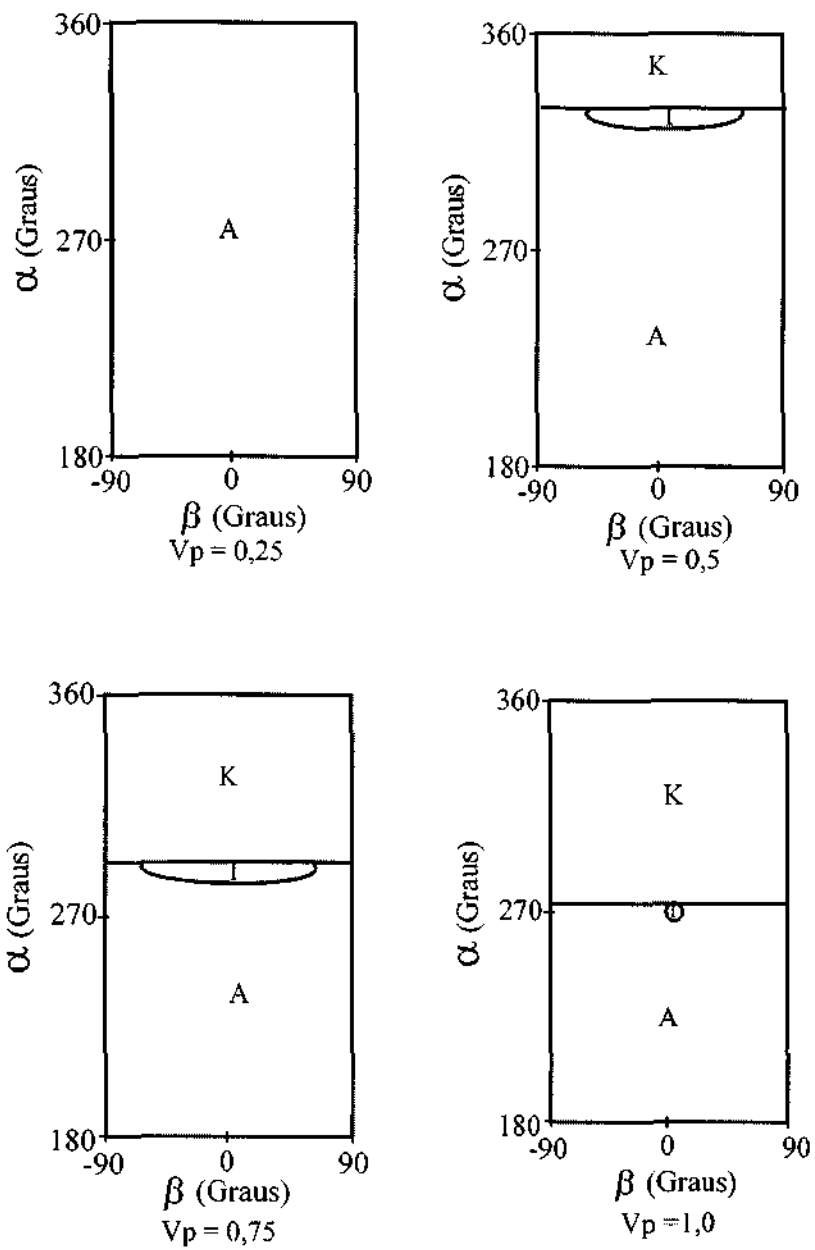 360
α (Graus)
270
A
180
-90
0
90
β (Graus)
Vp = 0,25
360
K
I
α (Graus)
270
A
180
-90
0
90
β (Graus)
Vp = 0,5
360
K
I
α (Graus)
270
A
180
-90
0
90
β (Graus)
Vp = 0,75
360
K
α (Graus)
270
I
A
180
-90
0
90
β (Graus)
Vp =1,0